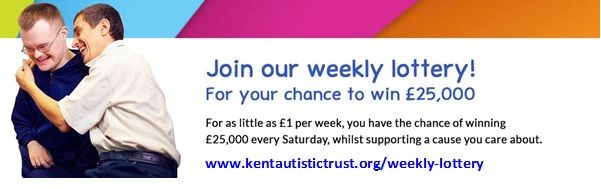 Join our weekly lottery!
For your chance to win £25,000
For as little as £1 per week, you have the chance of winning
£25,000 every Saturday, whilst supporting a cause you care about.
www.kentautistictrust.org/weekly-lottery